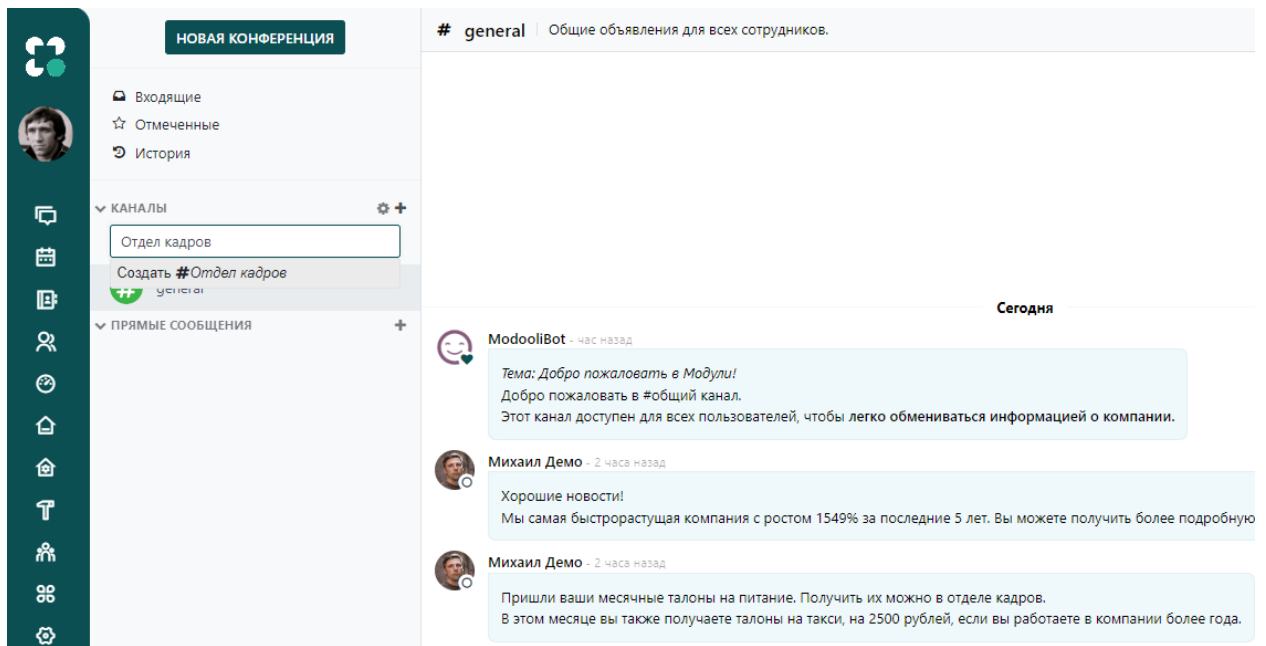 НОВАЯ КОНФЕРЕНЦИЯ
Входящие
Отмеченные
История
КАНАЛЫ
Отдел кадров
Создать #Отдел кадров
# general
ПРЯМЫЕ СООБЩЕНИЯ
# general Общие объявления для всех сотрудников.
Сегодня
ModooliBot - час назад
Тема: Добро пожаловать в Модули!
Добро пожаловать в #общий канал.
Этот канал доступен для всех пользователей, чтобы легко обмениваться информацией о компании.
Михаил Демо - 2 часа назад
Хорошие новости!
Мы самая быстрорастущая компания с ростом 1549% за последние 5 лет. Вы можете получить более подробную
Михаил Демо - 2 часа назад
Пришли ваши месячные талоны на питание. Получить их можно в отделе кадров.
В этом месяце вы также получаете талоны на такси, на 2500 рублей, если вы работаете в компании более года.